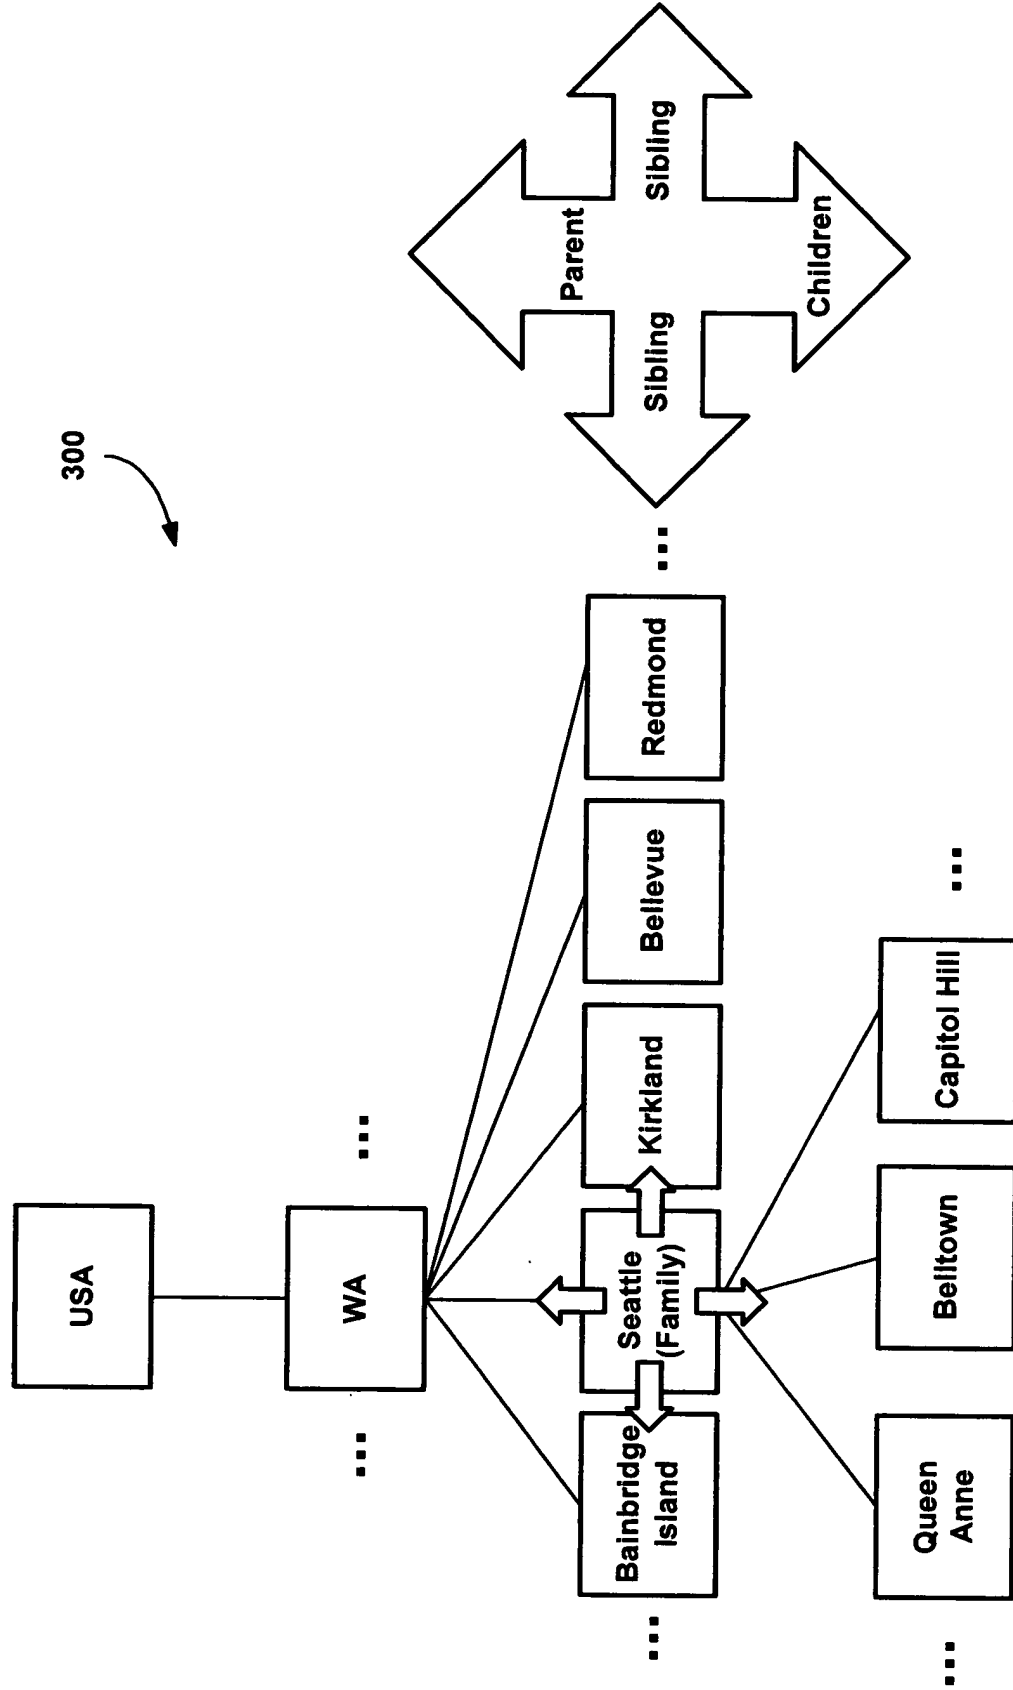 300
USA
...
WA
...
Parent
Sibling
Sibling
Children
...
Bainbridge
Island
Seattle
(Family)
Kirkland
Bellevue
Redmond
...
...
Queen
Anne
Belltown
Capitol Hill
...